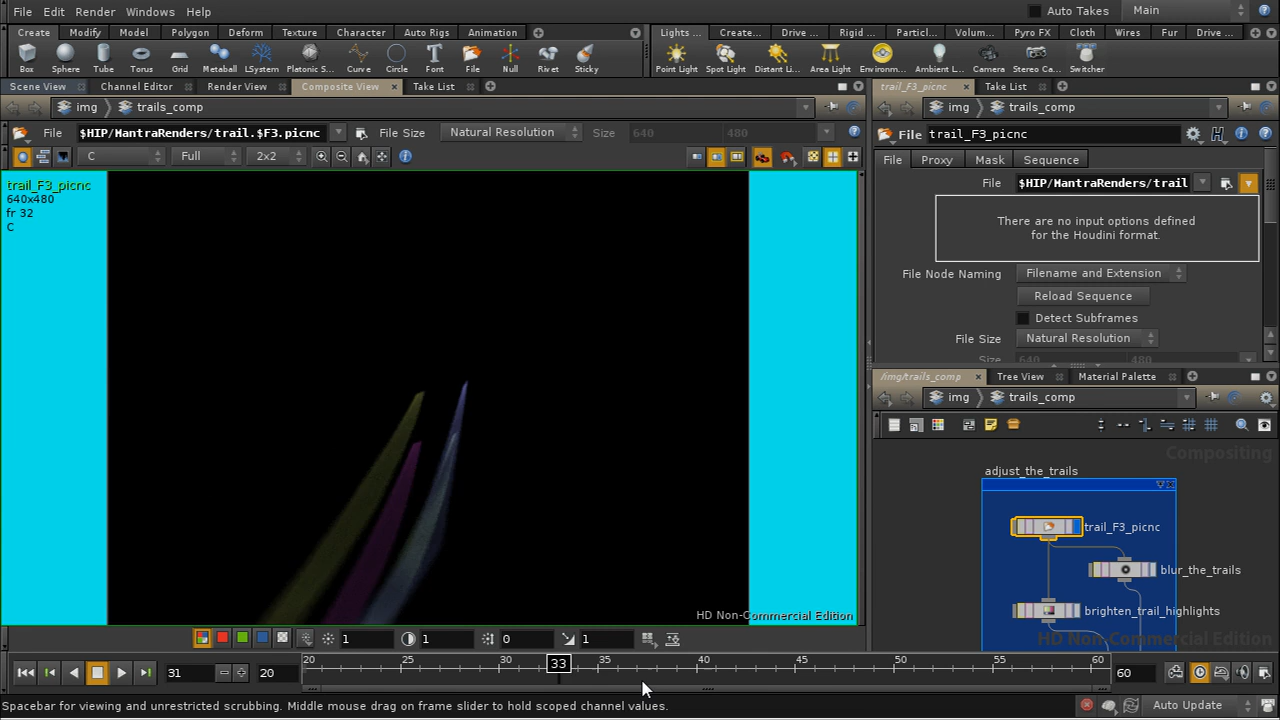 File Edit Render Windows Help Auto Takes Main
Create Modify Model Polygon Deform Texture Character Auto Rigs Animation Lights ... Create... Drive ... Rigid ... Particl... Volum... Pyro FX Cloth Wires Fur Drive ...
Box Sphere Tube Torus Grid Metaball LSystem Platonic S... Curve Circle Font File Null Rivet Sticky Point Light Spot Light Distant Li... Area Light Environm... Ambient L... Camera Stereo Ca... Switcher
Scene View Channel Editor Render View Composite View Take List trail_F3_picnc Take List
img trails_comp img trails_comp
File $HIP/MantraRenders/trail.$F3.picnc File Size Natural Resolution Size 640 480 File trail_F3_picnc
C Full 2x2 File Proxy Mask Sequence
trail_F3_picnc
640x480
fr 32
C
File $HIP/MantraRenders/trail
There are no input options defined
for the Houdini format.
File Node Naming Filename and Extension
Reload Sequence
Detect Subframes
File Size Natural Resolution
Size 640 480
/img/trails_comp Tree View Material Palette
img trails_comp
Compositing
adjust_the_trails
trail_F3_picnc
blur_the_trails
brighten_trail_highlights
HD Non-Commercial Edition
HD Non-Commercial Edition
1 1 0 1
31 20 20 25 30 33 35 40 45 50 55 60 60
Spacebar for viewing and unrestricted scrubbing. Middle mouse drag on frame slider to hold scoped channel values. Auto Update